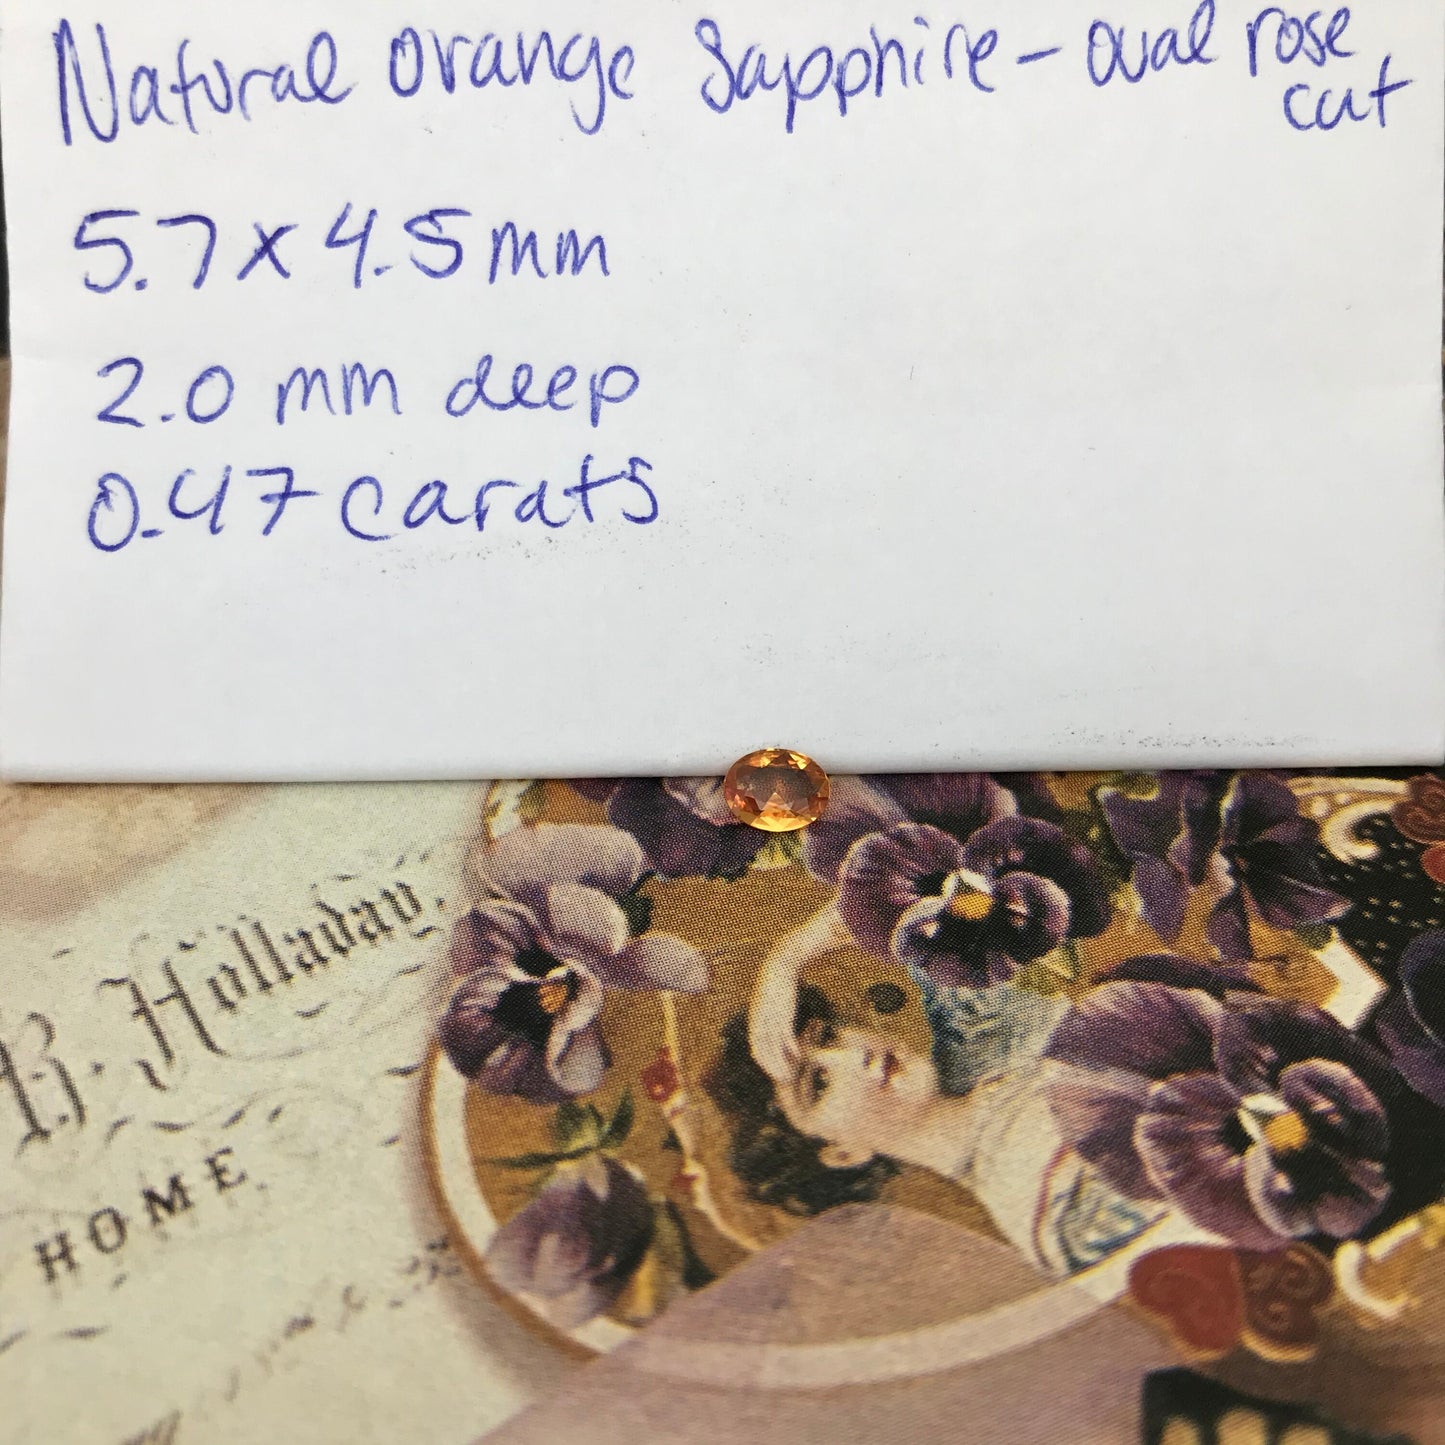 Natural orange Sapphire - oval rose
cut
5.7 x 4.5 mm
2.0 mm deep
0.47 carats
B. Holladay.
HOME